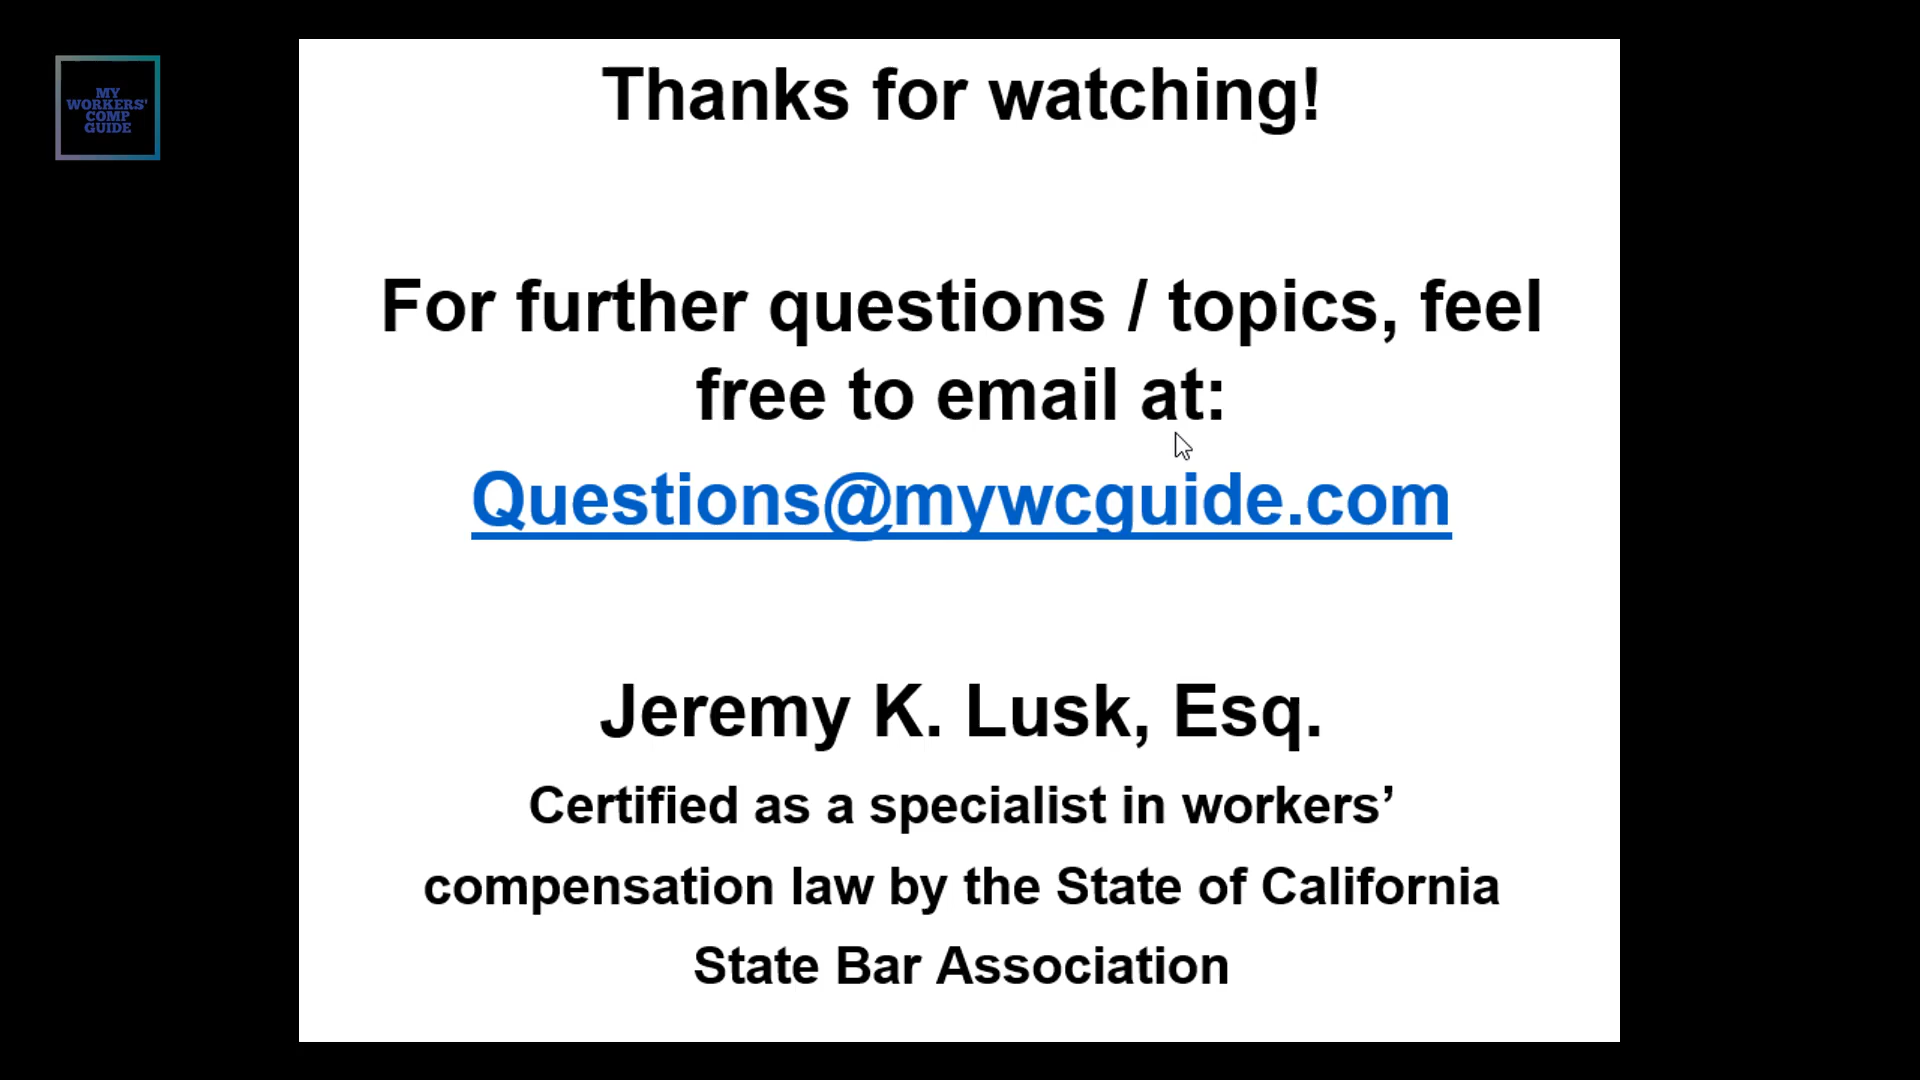 MY
WORKERS'
COMP
GUIDE
Thanks for watching!
For further questions / topics, feel
free to email at:
Questions@mywcguide.com
Jeremy K. Lusk, Esq.
Certified as a specialist in workers’
compensation law by the State of California
State Bar Association